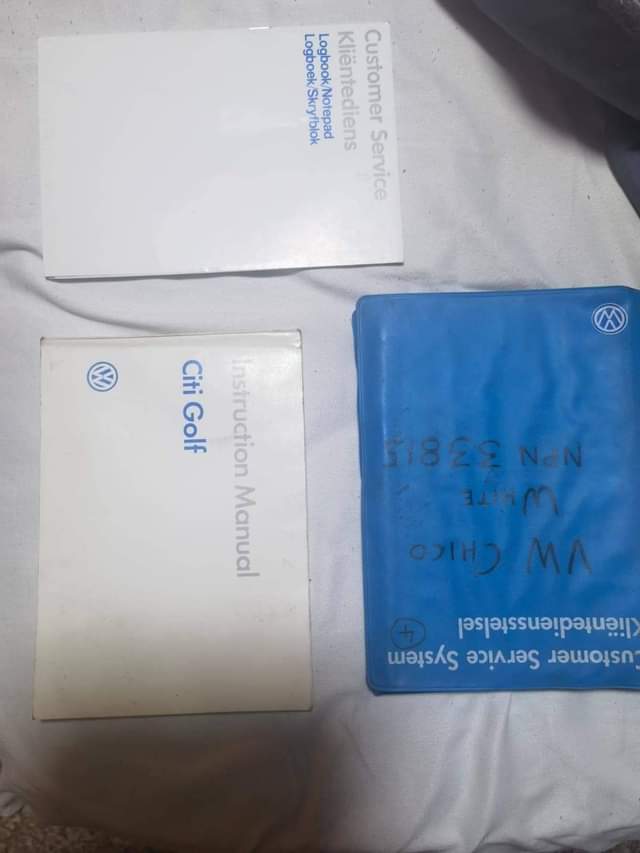 Customer Service
Kliëntediens
Logbook/Notepad
Logboek/Skryfblok
Instruction Manual
Citi Golf
Customer Service System
Kliëntediensstelsel
4
VW CHICO
WHITE
NPN 33815